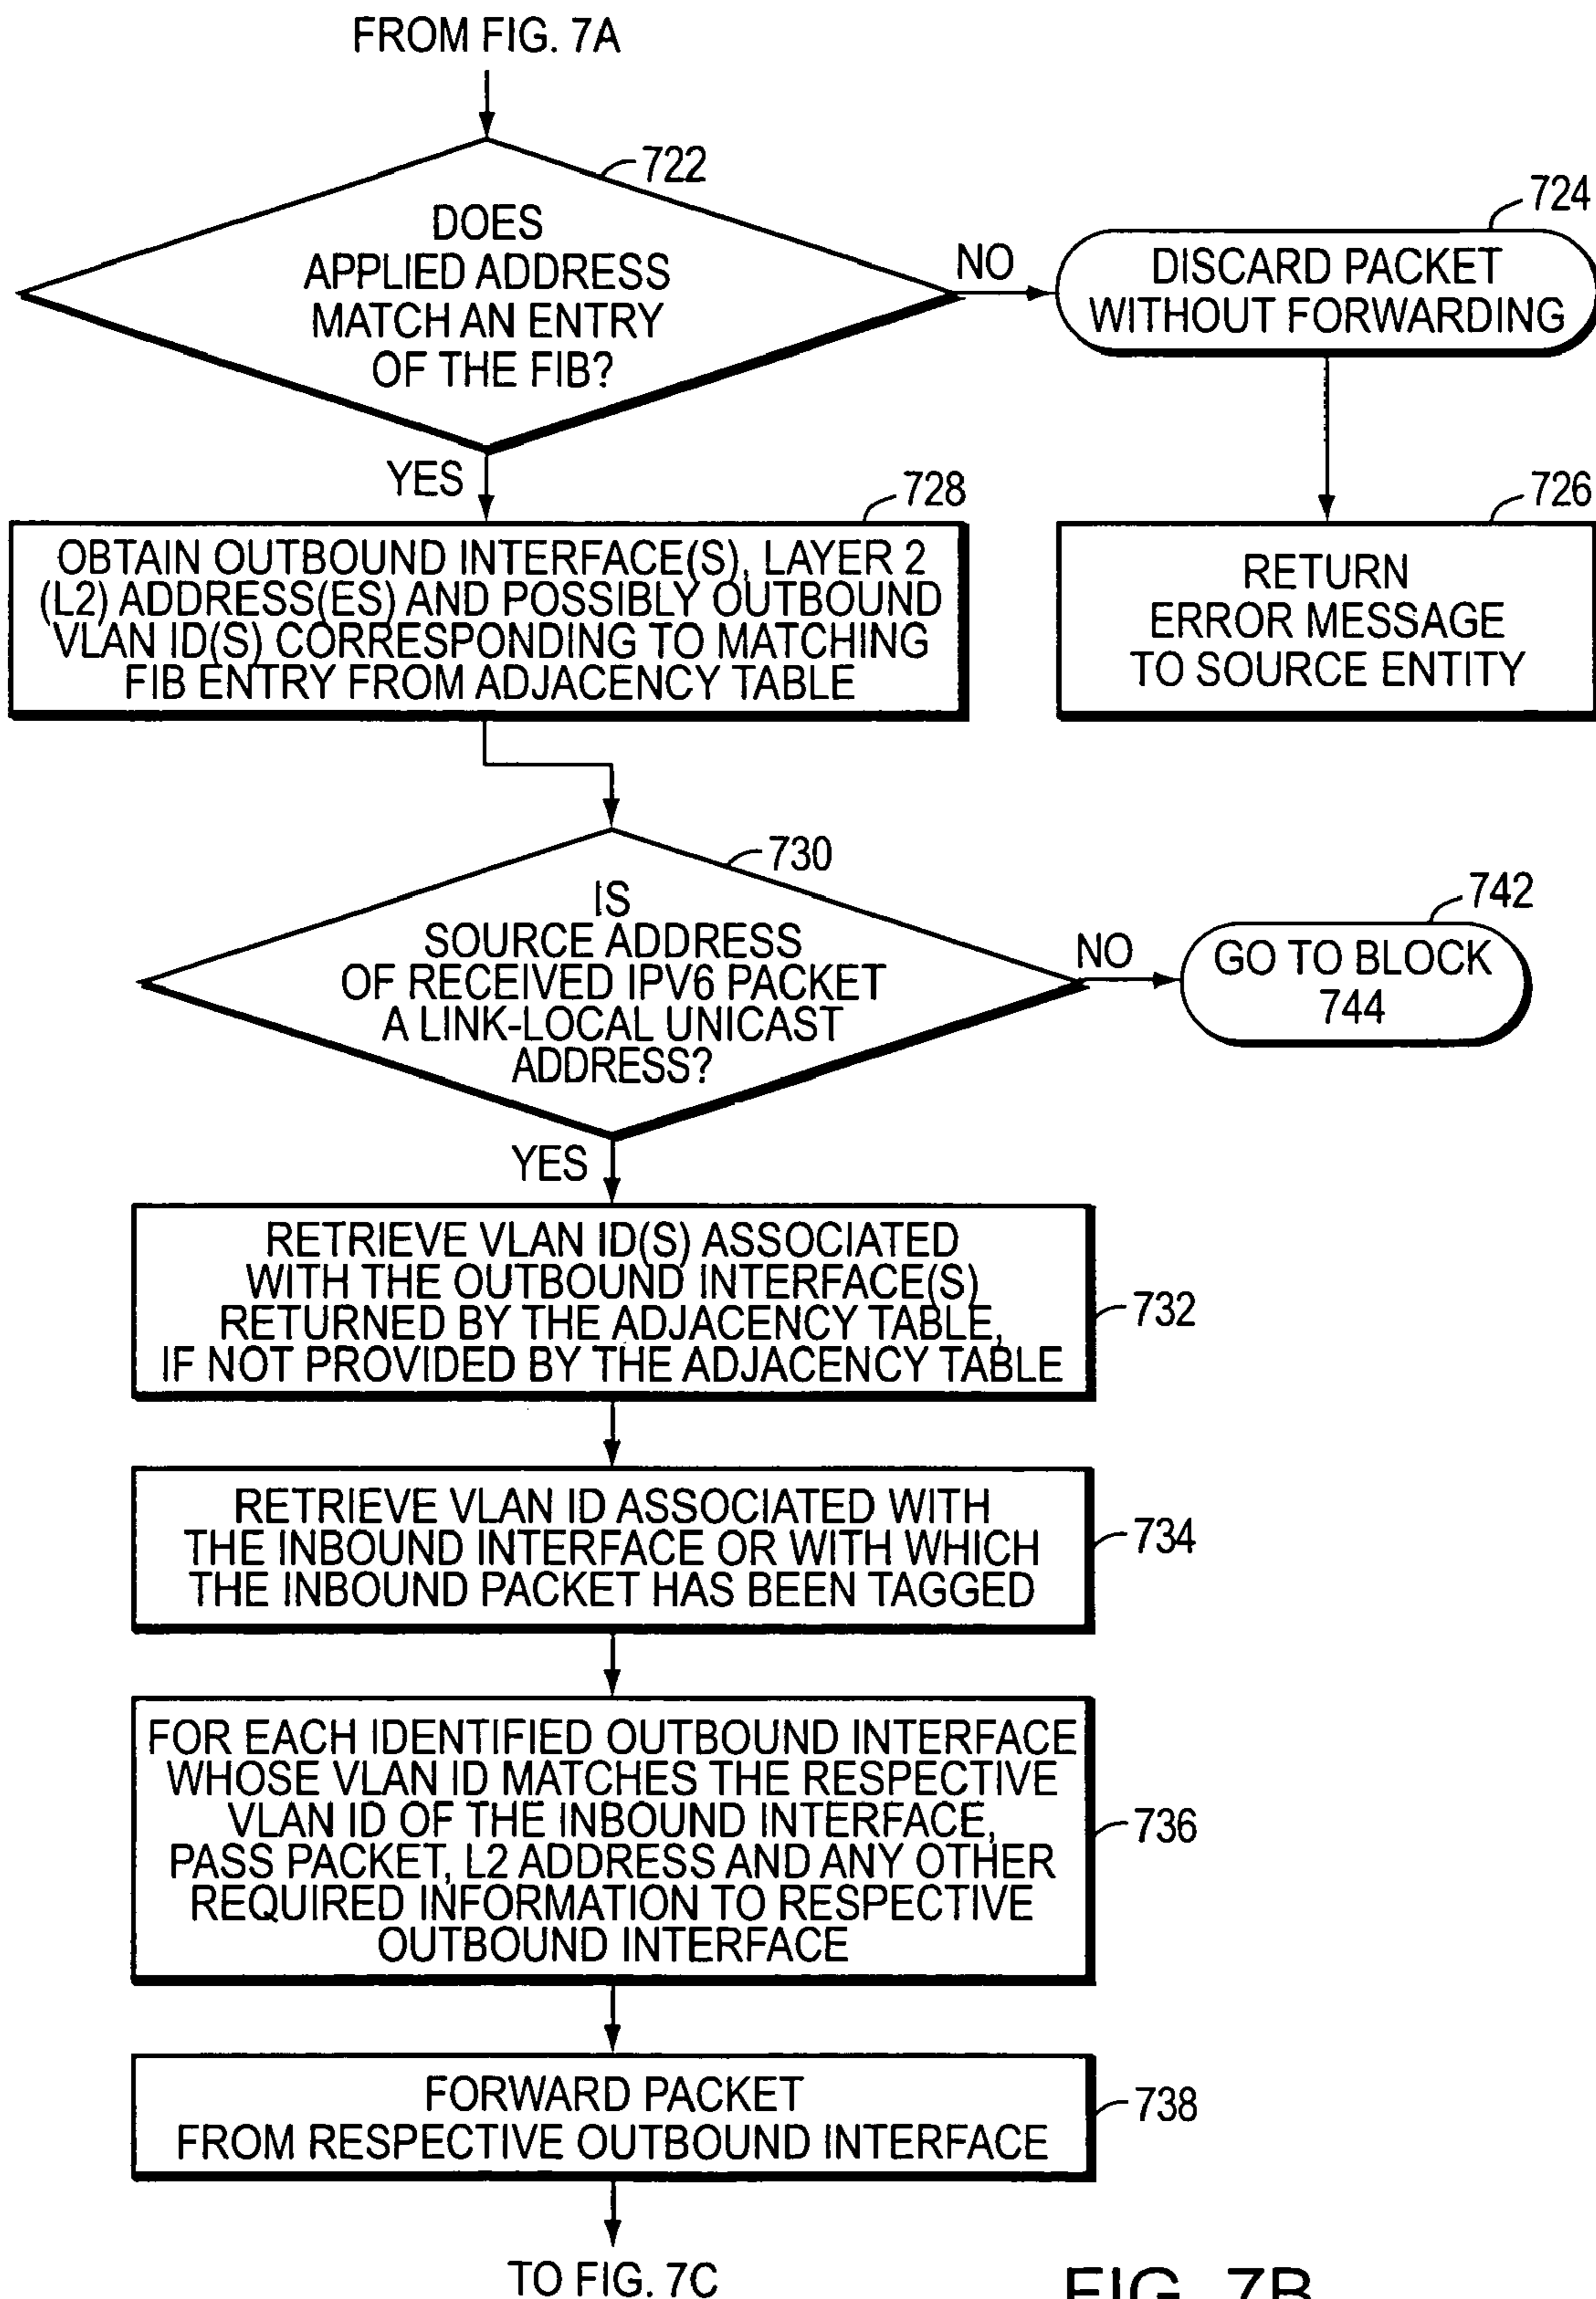 FROM FIG. 7A
722
DOES
APPLIED ADDRESS
MATCH AN ENTRY
OF THE FIB?
NO
724
DISCARD PACKET
WITHOUT FORWARDING
YES
728
OBTAIN OUTBOUND INTERFACE(S), LAYER 2
(L2) ADDRESS(ES) AND POSSIBLY OUTBOUND
VLAN ID(S) CORRESPONDING TO MATCHING
FIB ENTRY FROM ADJACENCY TABLE
726
RETURN
ERROR MESSAGE
TO SOURCE ENTITY
730
IS
SOURCE ADDRESS
OF RECEIVED IPV6 PACKET
A LINK-LOCAL UNICAST
ADDRESS?
NO
742
GO TO BLOCK
744
YES
RETRIEVE VLAN ID(S) ASSOCIATED
WITH THE OUTBOUND INTERFACE(S)
RETURNED BY THE ADJACENCY TABLE,
IF NOT PROVIDED BY THE ADJACENCY TABLE
732
RETRIEVE VLAN ID ASSOCIATED WITH
THE INBOUND INTERFACE OR WITH WHICH
THE INBOUND PACKET HAS BEEN TAGGED
734
FOR EACH IDENTIFIED OUTBOUND INTERFACE
WHOSE VLAN ID MATCHES THE RESPECTIVE
VLAN ID OF THE INBOUND INTERFACE,
PASS PACKET, L2 ADDRESS AND ANY OTHER
REQUIRED INFORMATION TO RESPECTIVE
OUTBOUND INTERFACE
736
FORWARD PACKET
FROM RESPECTIVE OUTBOUND INTERFACE
738
TO FIG. 7C
FIG. 7B